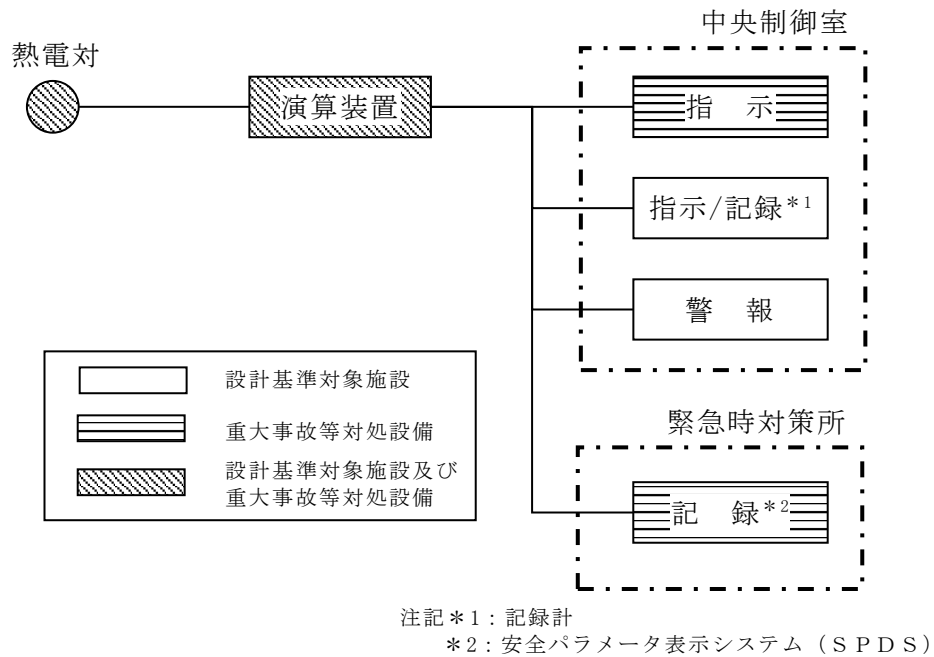 中央制御室
熱電対
演算装置
指　示
指示/記録*1
警　報
設計基準対象施設
重大事故等対処設備
設計基準対象施設及び
重大事故等対処設備
緊急時対策所
記　録*2
注記*1:記録計
*2:安全パラメータ表示システム(SPDS)